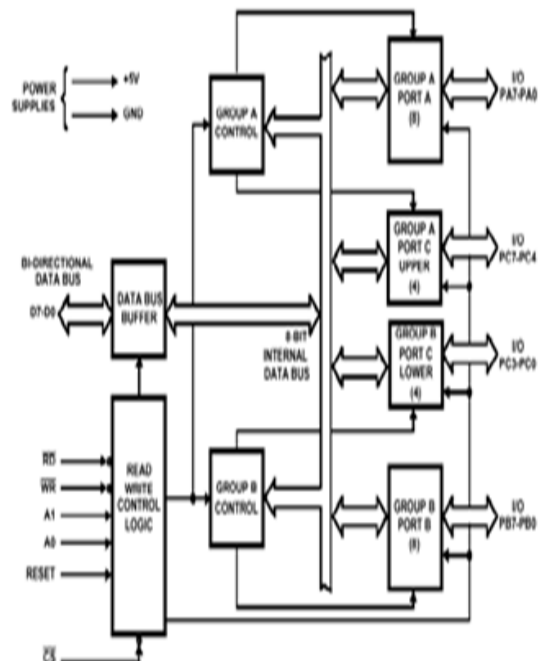 POWER
SUPPLIES
+5V
GND
GROUP A
CONTROL
GROUP A
PORT A
(8)
I/O
PA7-PA0
GROUP A
PORT C
UPPER
(4)
I/O
PC7-PC4
BI-DIRECTIONAL
DATA BUS
D7-D0
DATA BUS
BUFFER
8-BIT
INTERNAL
DATA BUS
GROUP B
PORT C
LOWER
(4)
I/O
PC3-PC0
RD
WR
A1
A0
RESET
CS
READ
WRITE
CONTROL
LOGIC
GROUP B
CONTROL
GROUP B
PORT B
(8)
I/O
PB7-PB0